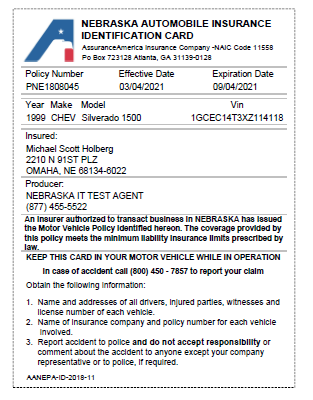 NEBRASKA AUTOMOBILE INSURANCE
IDENTIFICATION CARD
AssuranceAmerica Insurance Company -NAIC Code 11558
Po Box 723128 Atlanta, GA 31139-0128
Policy Number Effective Date Expiration Date
PNE1808045 03/04/2021 09/04/2021
Year Make Model Vin
1999 CHEV Silverado 1500 1GCEC14T3XZ114118
Insured:
Michael Scott Holberg
2210 N 91ST PLZ
OMAHA, NE 68134-6022
Producer:
NEBRASKA IT TEST AGENT
(877) 455-5522
An insurer authorized to transact business in NEBRASKA has issued
the Motor Vehicle Policy identified hereon. The coverage provided by
this policy meets the minimum liability insurance limits prescribed by
law.
KEEP THIS CARD IN YOUR MOTOR VEHICLE WHILE IN OPERATION
In case of accident call (800) 450 - 7857 to report your claim
Obtain the following information:
1. Name and addresses of all drivers, injured parties, witnesses and
license number of each vehicle.
2. Name of insurance company and policy number for each vehicle
involved.
3. Report accident to police and do not accept responsibility or
comment about the accident to anyone except your company
representative or to police, if required.
AANEPA-ID-2018-11